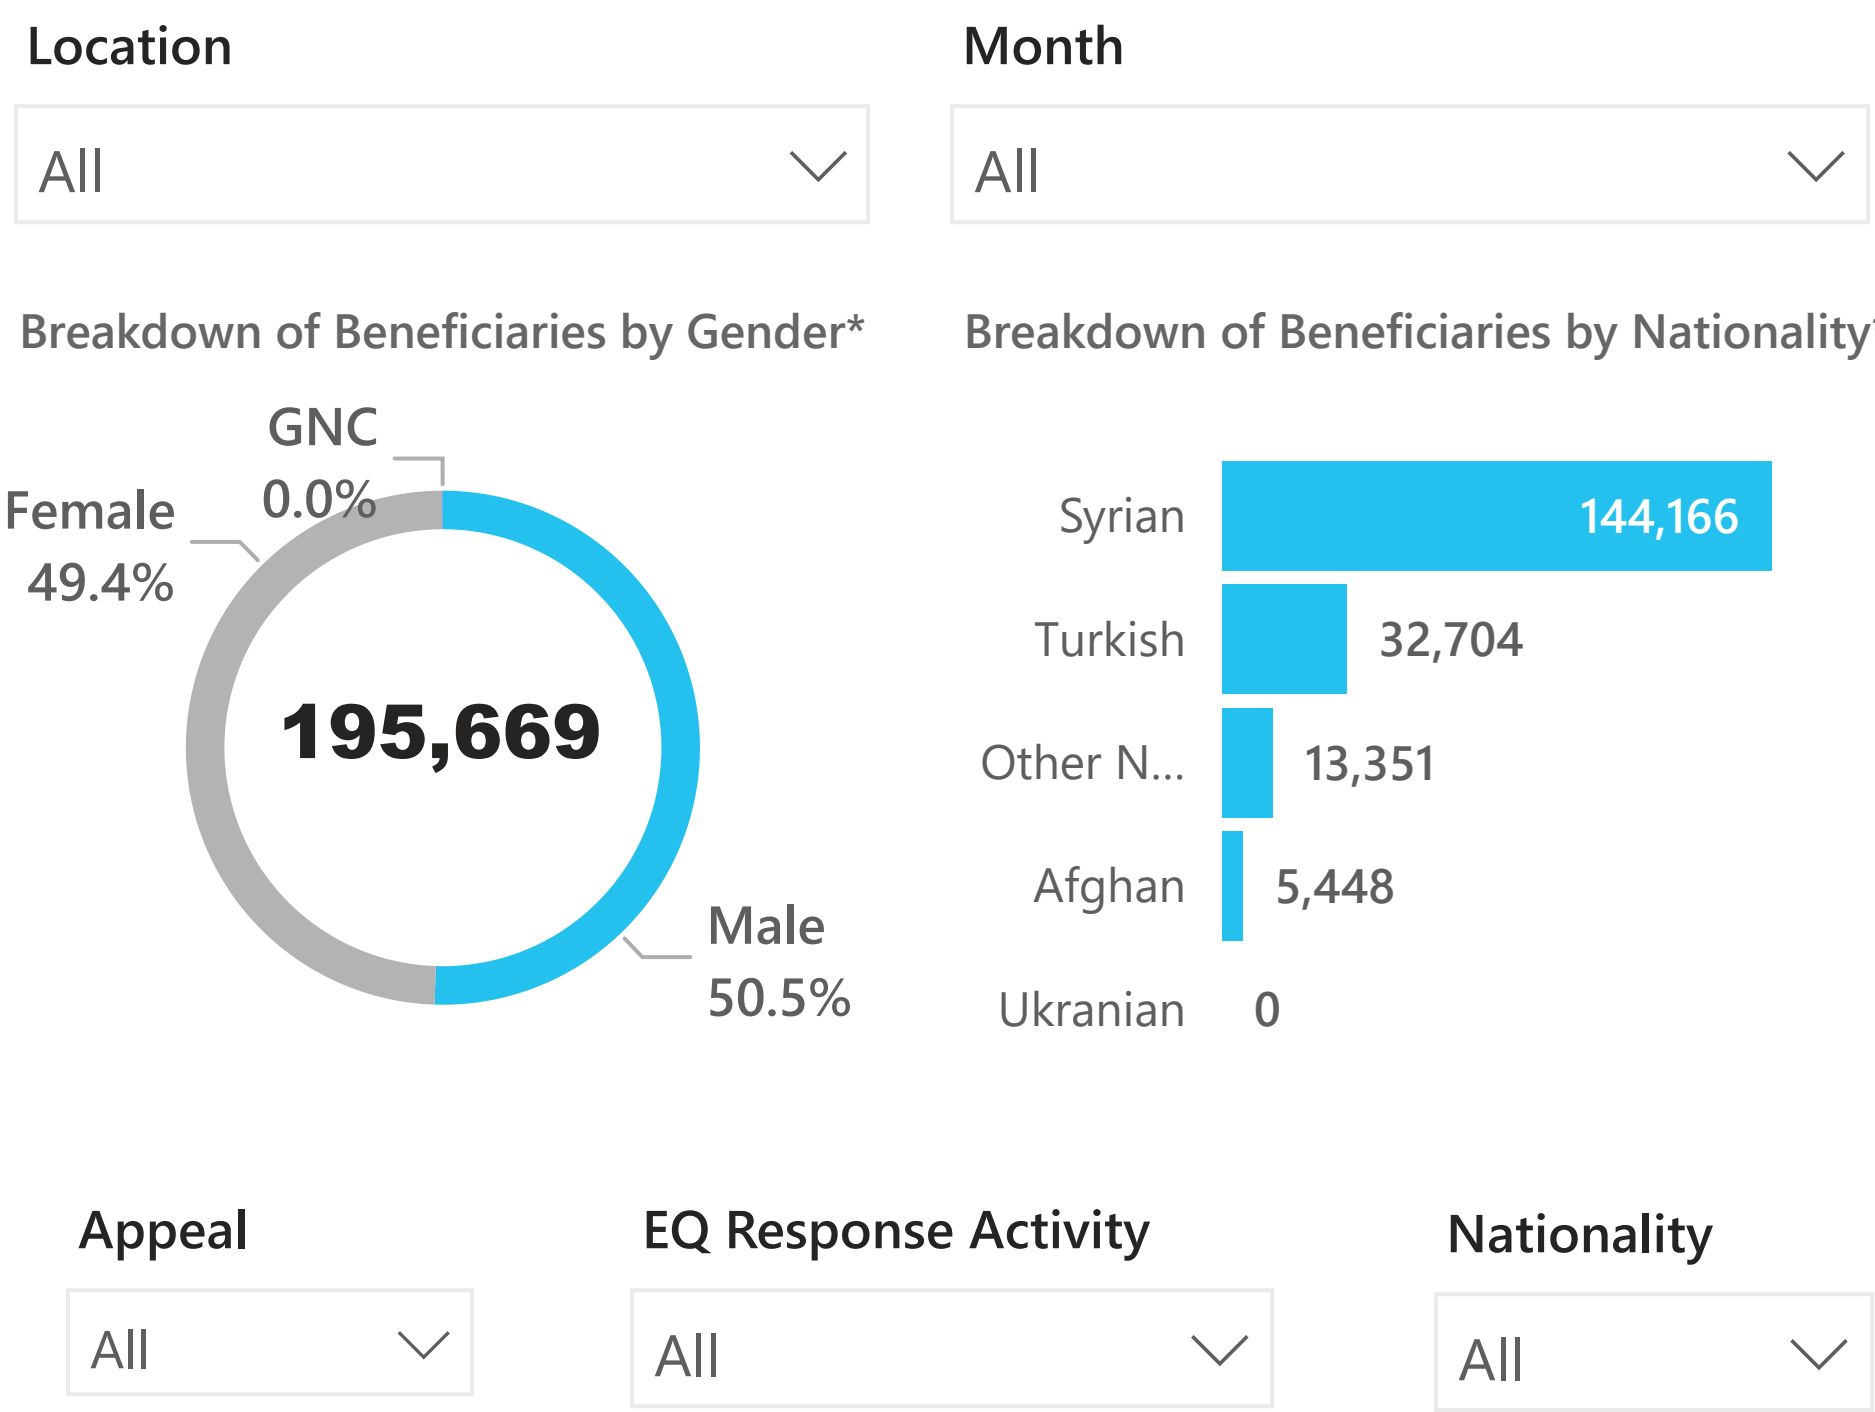 Location
Month
All
All
Breakdown of Beneficiaries by Gender*
Breakdown of Beneficiaries by Nationality*
GNC
0.0%
Female
49.4%
195,669
Male
50.5%
Syrian 144,166
Turkish 32,704
Other N... 13,351
Afghan 5,448
Ukranian 0
Appeal
EQ Response Activity
Nationality
All
All
All